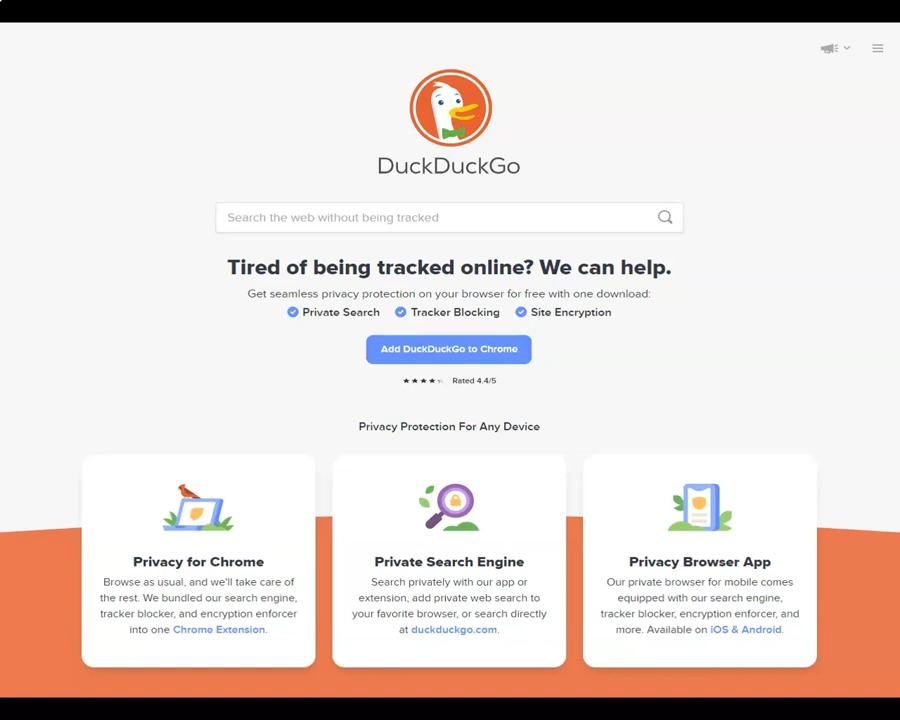 DuckDuckGo
Search the web without being tracked
Tired of being tracked online? We can help.
Get seamless privacy protection on your browser for free with one download:
Private Search Tracker Blocking Site Encryption
Add DuckDuckGo to Chrome
Rated 4.4/5
Privacy Protection For Any Device
Privacy for Chrome
Browse as usual, and we'll take care of
the rest. We bundled our search engine,
tracker blocker, and encryption enforcer
into one Chrome Extension.
Private Search Engine
Search privately with our app or
extension, add private web search to
your favorite browser, or search directly
at duckduckgo.com.
Privacy Browser App
Our private browser for mobile comes
equipped with our search engine,
tracker blocker, encryption enforcer, and
more. Available on iOS & Android.